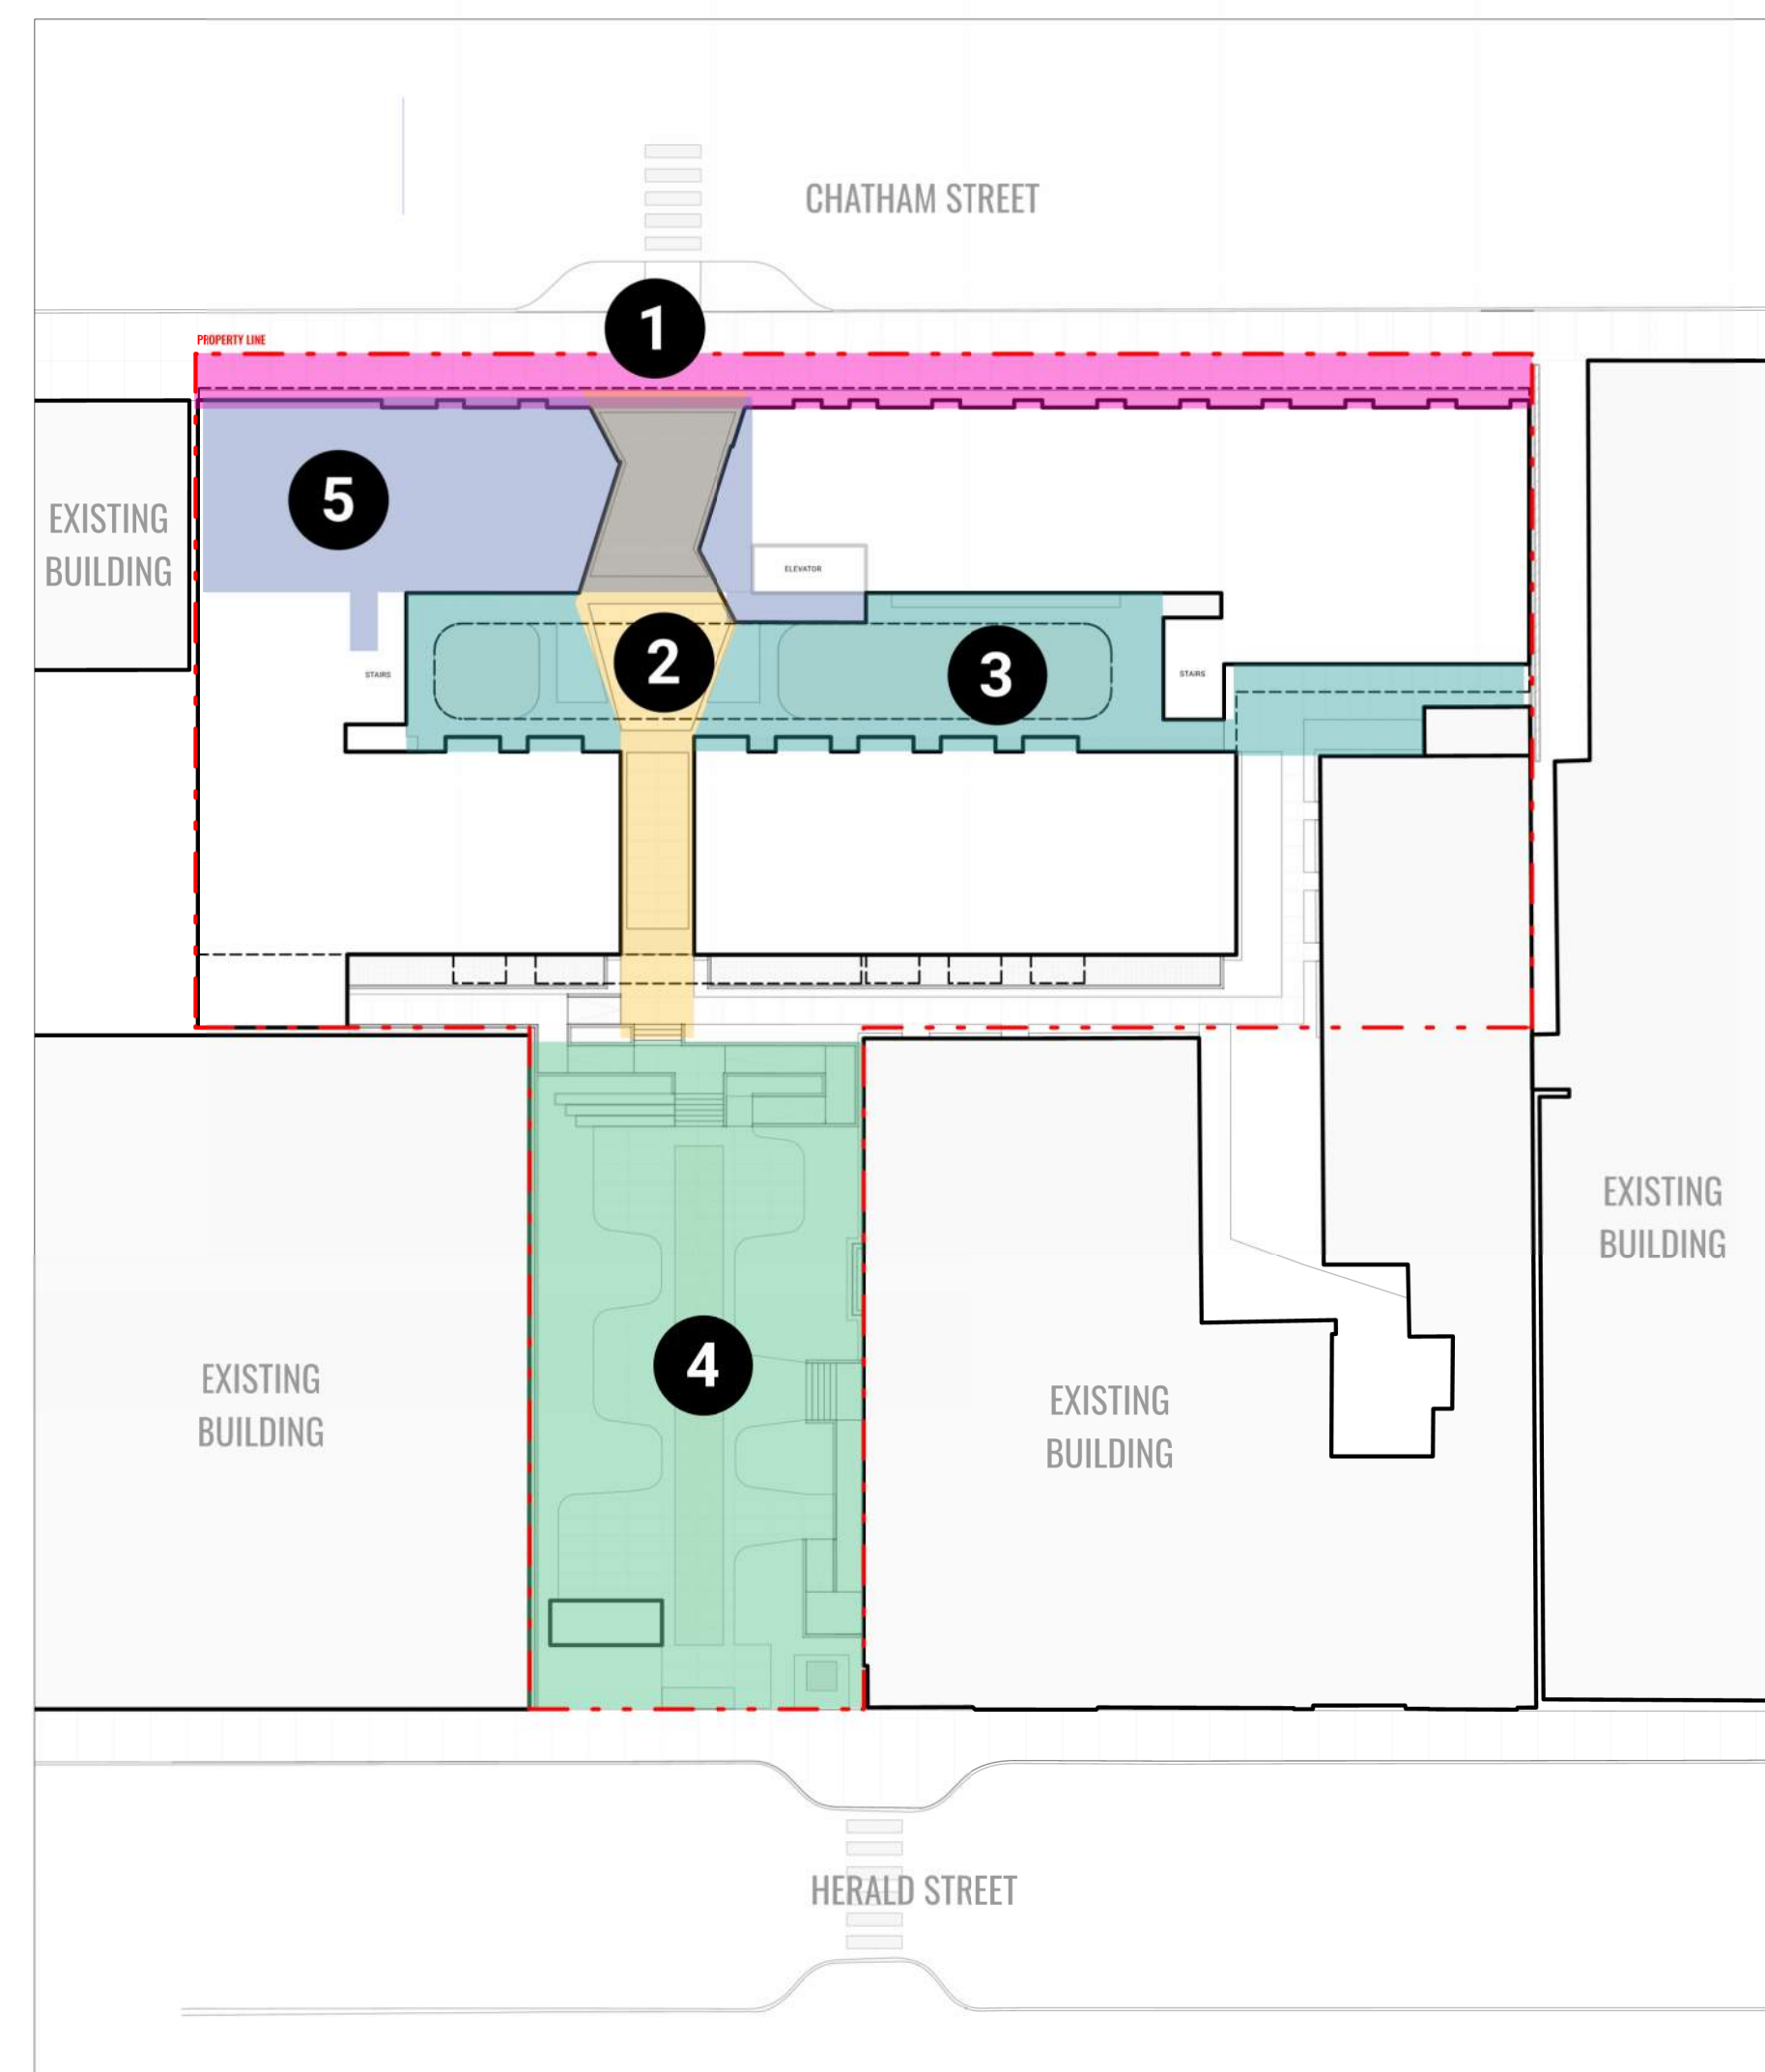 CHATHAM STREET
1
PROPERTY LINE
5
EXISTING
BUILDING
ELEVATOR
2
3
STAIRS
STAIRS
EXISTING
BUILDING
4
EXISTING
BUILDING
EXISTING
BUILDING
HERALD STREET